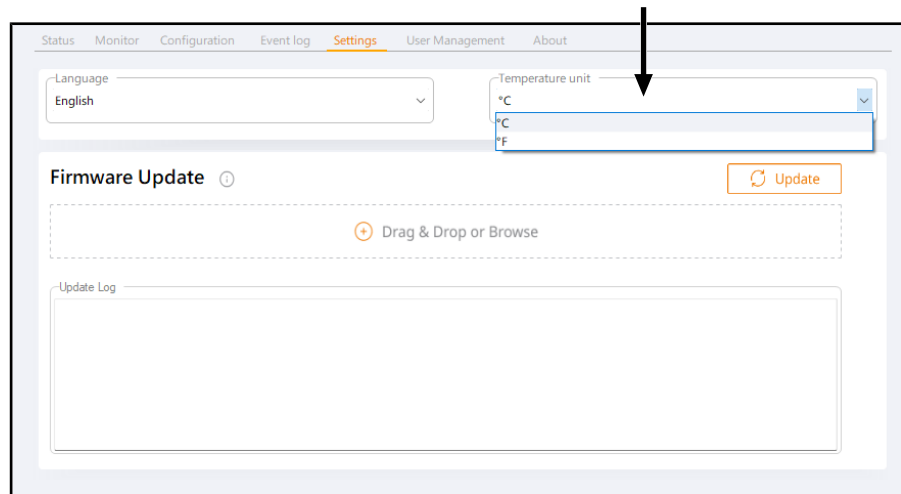 Status Monitor Configuration Event log Settings User Management About
Language
English
Temperature unit
°C
°C
°F
Firmware Update
Update
Drag & Drop or Browse
Update Log